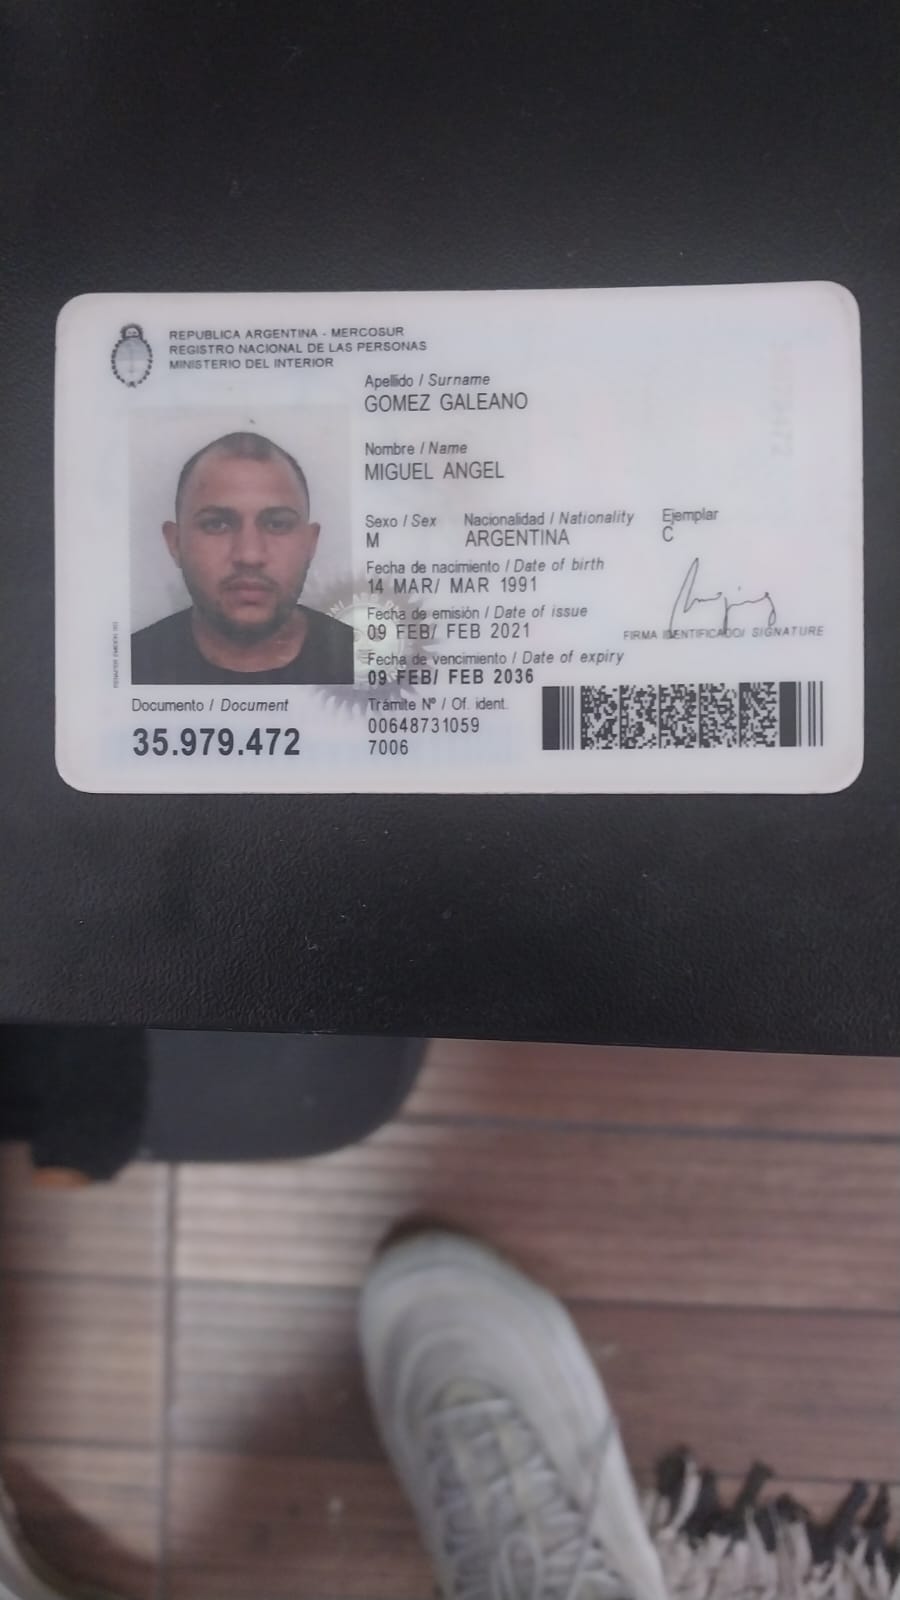 REPUBLICA ARGENTINA - MERCOSUR
REGISTRO NACIONAL DE LAS PERSONAS
MINISTERIO DEL INTERIOR
Apellido / Surname
GOMEZ GALEANO
Nombre / Name
MIGUEL ANGEL
Sexo / Sex Nacionalidad / Nationality Ejemplar
M ARGENTINA C
Fecha de nacimiento / Date of birth
14 MAR/ MAR 1991
Fecha de emisión / Date of issue
09 FEB/ FEB 2021
FIRMA IDENTIFICADO/ SIGNATURE
Fecha de vencimiento / Date of expiry
09 FEB/ FEB 2036
Documento / Document
35.979.472
Trámite Nº / Of. ident.
00648731059
7006